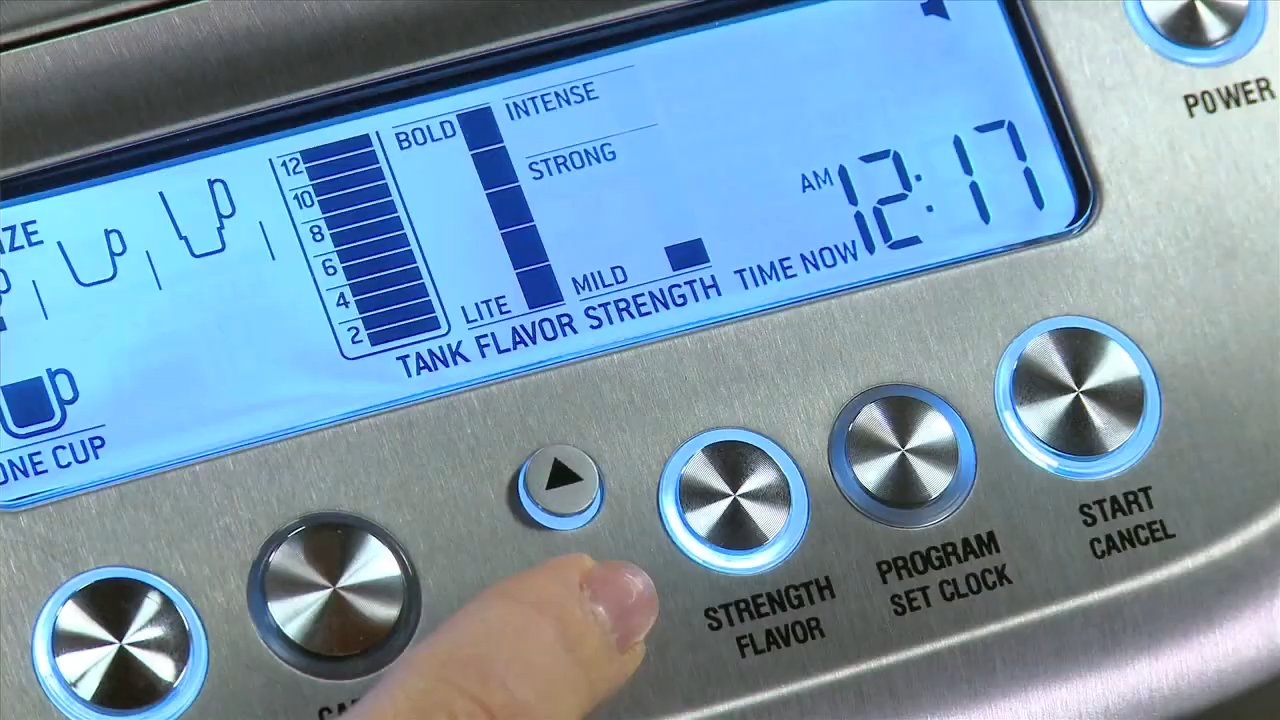 IZE
12
10
8
6
4
2
BOLD
INTENSE
STRONG
LITE
MILD
TANK FLAVOR STRENGTH
AM 12:17
TIME NOW
ONE CUP
POWER
STRENGTH
FLAVOR
PROGRAM
SET CLOCK
START
CANCEL